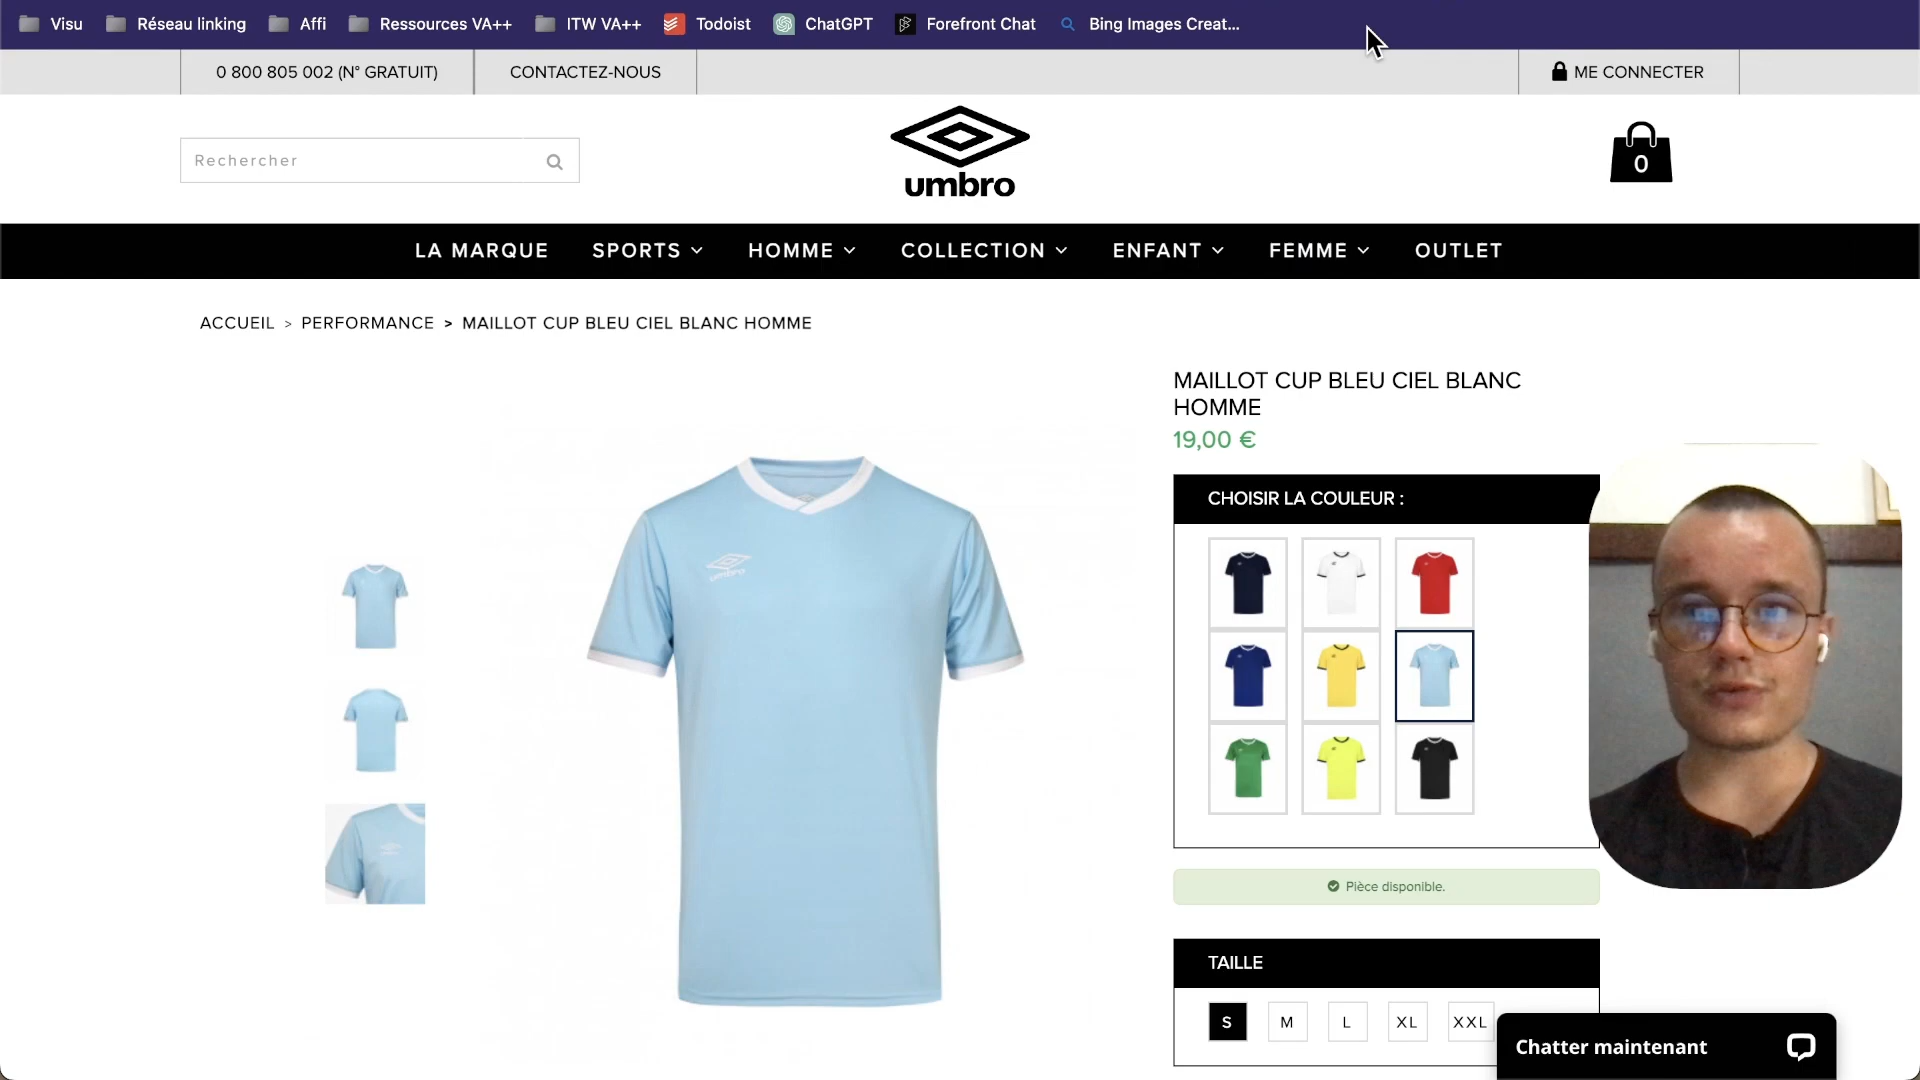 Visu Réseau linking Affi Ressources VA++ ITW VA++ Todoist ChatGPT Forefront Chat Bing Images Creat...
0 800 805 002 (N° GRATUIT) CONTACTEZ-NOUS ME CONNECTER
Rechercher
umbro
0
LA MARQUE SPORTS HOMME COLLECTION ENFANT FEMME OUTLET
ACCUEIL > PERFORMANCE > MAILLOT CUP BLEU CIEL BLANC HOMME
MAILLOT CUP BLEU CIEL BLANC
HOMME
19,00 €
CHOISIR LA COULEUR :
umbro
Pièce disponible.
TAILLE
S M L XL XXL
Chatter maintenant